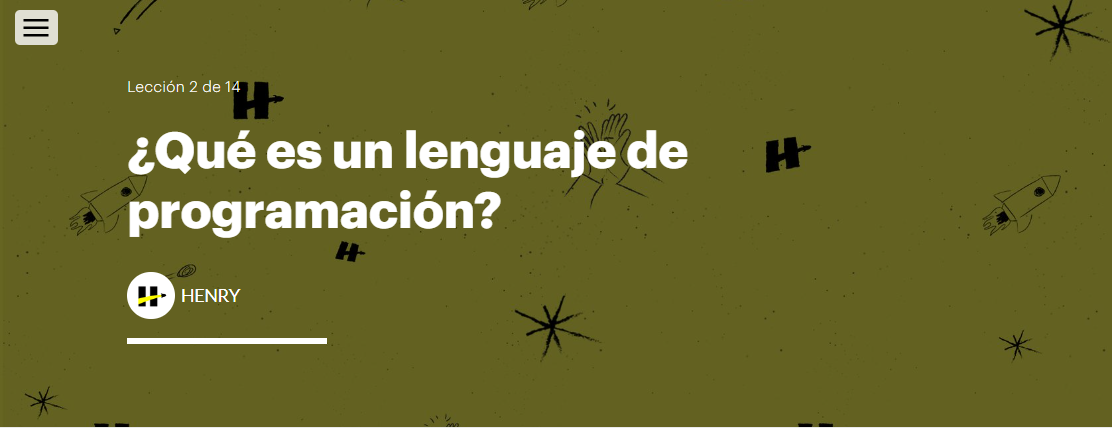 Lección 2 de 14
¿Qué es un lenguaje de
programación?
HENRY